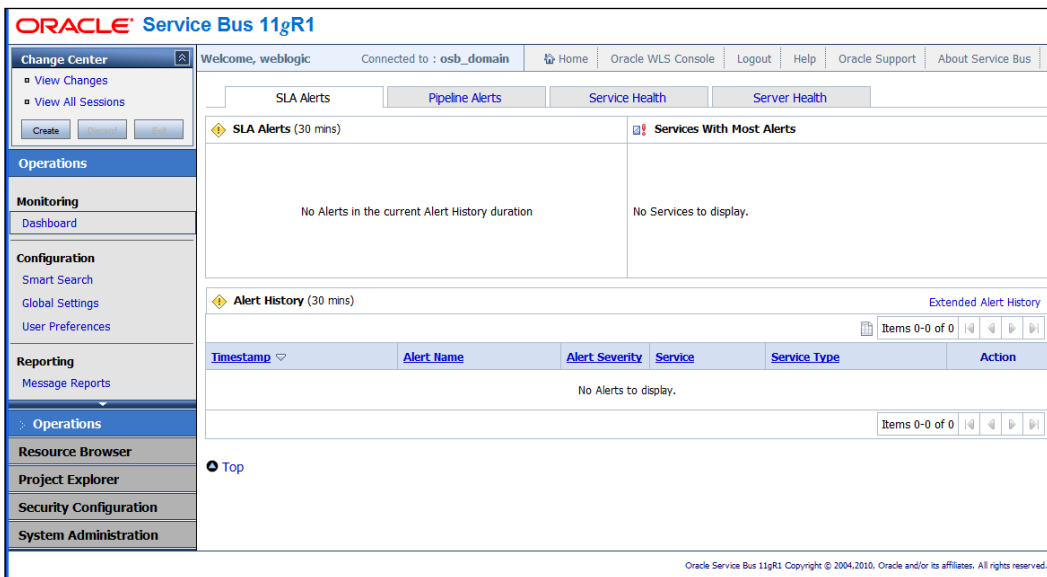 ORACLE Service Bus 11gR1
Change Center
View Changes
View All Sessions
Create Discard Exit
Operations
Monitoring
Dashboard
Configuration
Smart Search
Global Settings
User Preferences
Reporting
Message Reports
Operations
Resource Browser
Project Explorer
Security Configuration
System Administration
Welcome, weblogic Connected to : osb_domain Home Oracle WLS Console Logout Help Oracle Support About Service Bus
SLA Alerts Pipeline Alerts Service Health Server Health
SLA Alerts (30 mins)
No Alerts in the current Alert History duration
Services With Most Alerts
No Services to display.
Alert History (30 mins) Extended Alert History
Items 0-0 of 0
Timestamp Alert Name Alert Severity Service Service Type Action
No Alerts to display.
Items 0-0 of 0
Top
Oracle Service Bus 11gR1 Copyright © 2004,2010, Oracle and/or its affiliates. All rights reserved.